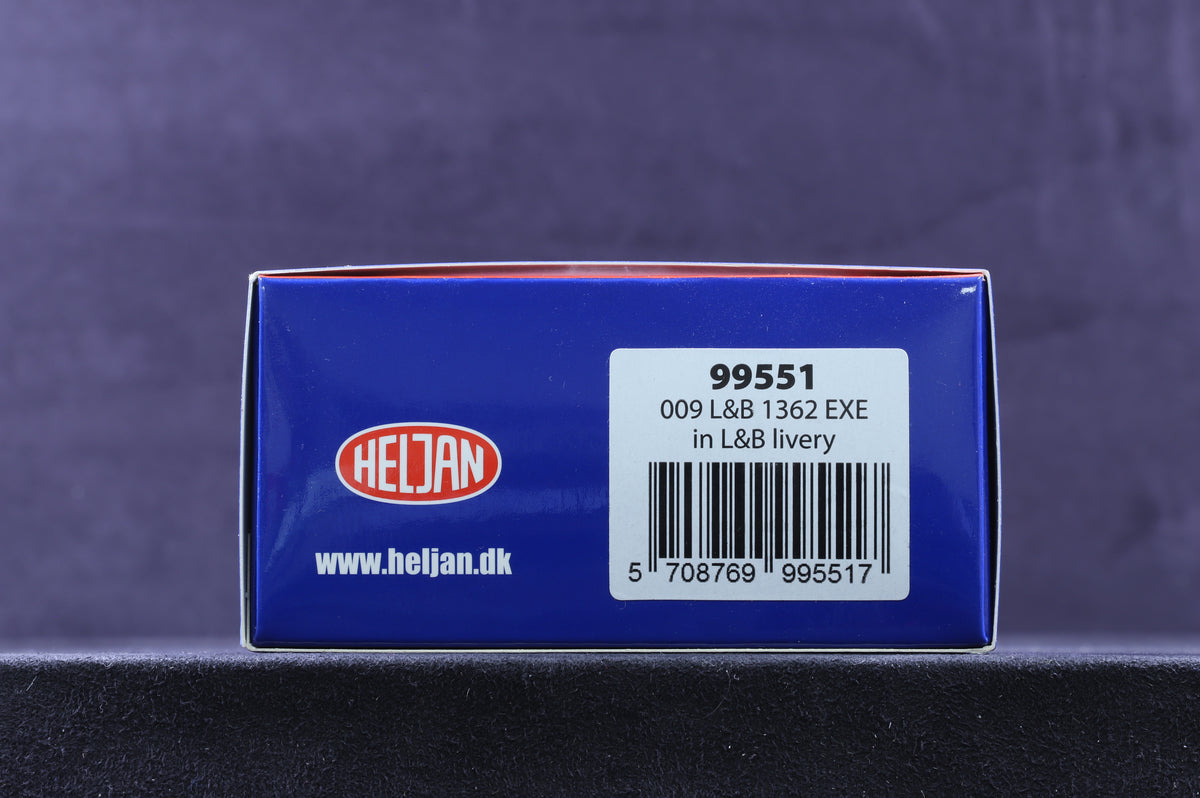 HELJAN
www.heljan.dk
99551
009 L&B 1362 EXE
in L&B livery
5 708769 995517